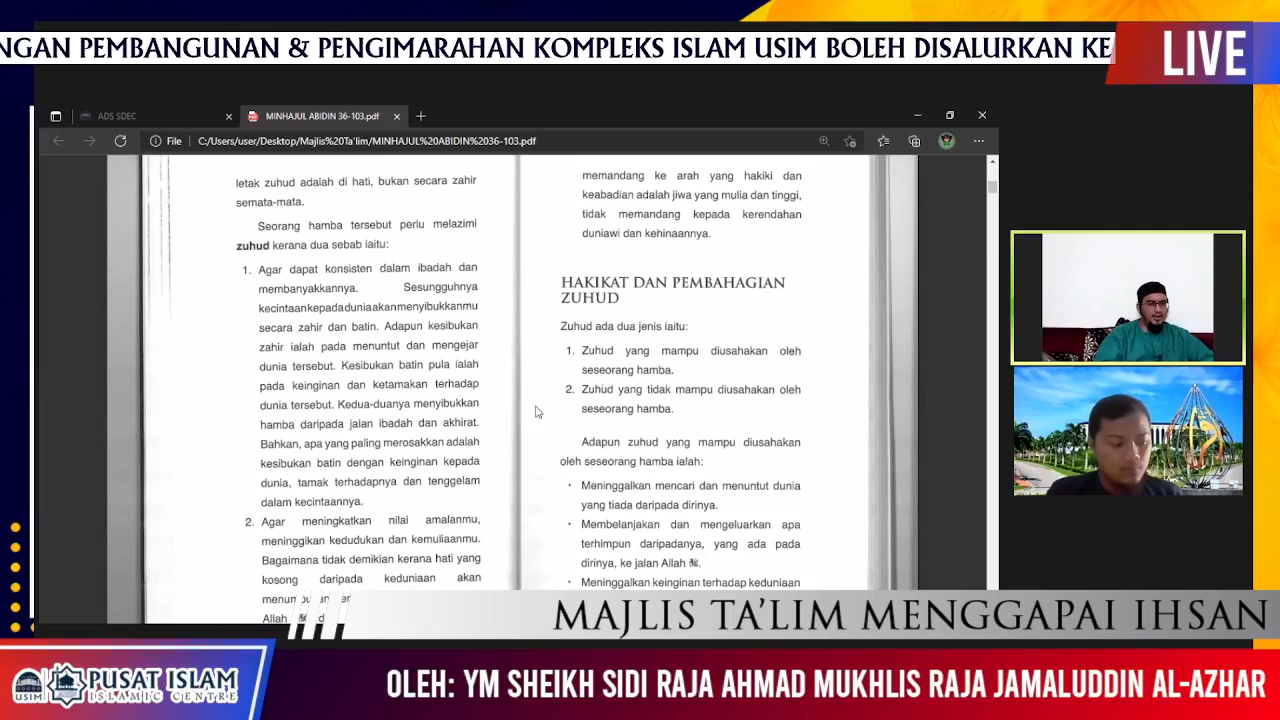 NGAN PEMBANGUNAN & PENGIMARAHAN KOMPLEKS ISLAM USIM BOLEH DISALURKAN KE
LIVE
ADS SDEC
MINHAJUL ABIDIN 36-103.pdf
File
C:/Users/user/Desktop/Majlis%20Ta'lim/MINHAJUL%20ABIDIN%2036-103.pdf
letak zuhud adalah di hati, bukan secara zahir
semata-mata.
Seorang hamba tersebut perlu melazimi
zuhud kerana dua sebab iaitu:
1. Agar dapat konsisten dalam ibadah dan
membanyakkannya. Sesungguhnya
kecintaan kepada dunia akan menyibukkanmu
secara zahir dan batin. Adapun kesibukan
zahir ialah pada menuntut dan mengejar
dunia tersebut. Kesibukan batin pula ialah
pada keinginan dan ketamakan terhadap
dunia tersebut. Kedua-duanya menyibukkan
hamba daripada jalan ibadah dan akhirat.
Bahkan, apa yang paling merosakkan adalah
kesibukan batin dengan keinginan kepada
dunia, tamak terhadapnya dan tenggelam
dalam kecintaannya.
2. Agar meningkatkan nilai amalanmu,
meninggikan kedudukan dan kemuliaanmu.
Bagaimana tidak demikian kerana hati yang
kosong daripada keduniaan akan
Allah
memandang ke arah yang hakiki dan
keabadian adalah jiwa yang mulia dan tinggi,
tidak memandang kepada kerendahan
duniawi dan kehinaannya.
HAKIKAT DAN PEMBAHAGIAN
ZUHUD
Zuhud ada dua jenis iaitu:
1. Zuhud yang mampu diusahakan oleh
seseorang hamba.
2. Zuhud yang tidak mampu diusahakan oleh
seseorang hamba.
Adapun zuhud yang mampu diusahakan
oleh seseorang hamba ialah:
• Meninggalkan mencari dan menuntut dunia
yang tiada daripada dirinya.
• Membelanjakan dan mengeluarkan apa
terhimpun daripadanya, yang ada pada
dirinya, ke jalan Allah ﷻ.
• Meninggalkan keinginan terhadap keduniaan
MAJLIS TA'LIM MENGGAPAI IHSAN
USIM
PUSAT ISLAM
ISLAMIC CENTRE
OLEH: YM SHEIKH SIDI RAJA AHMAD MUKHLIS RAJA JAMALUDDIN AL-AZHAR